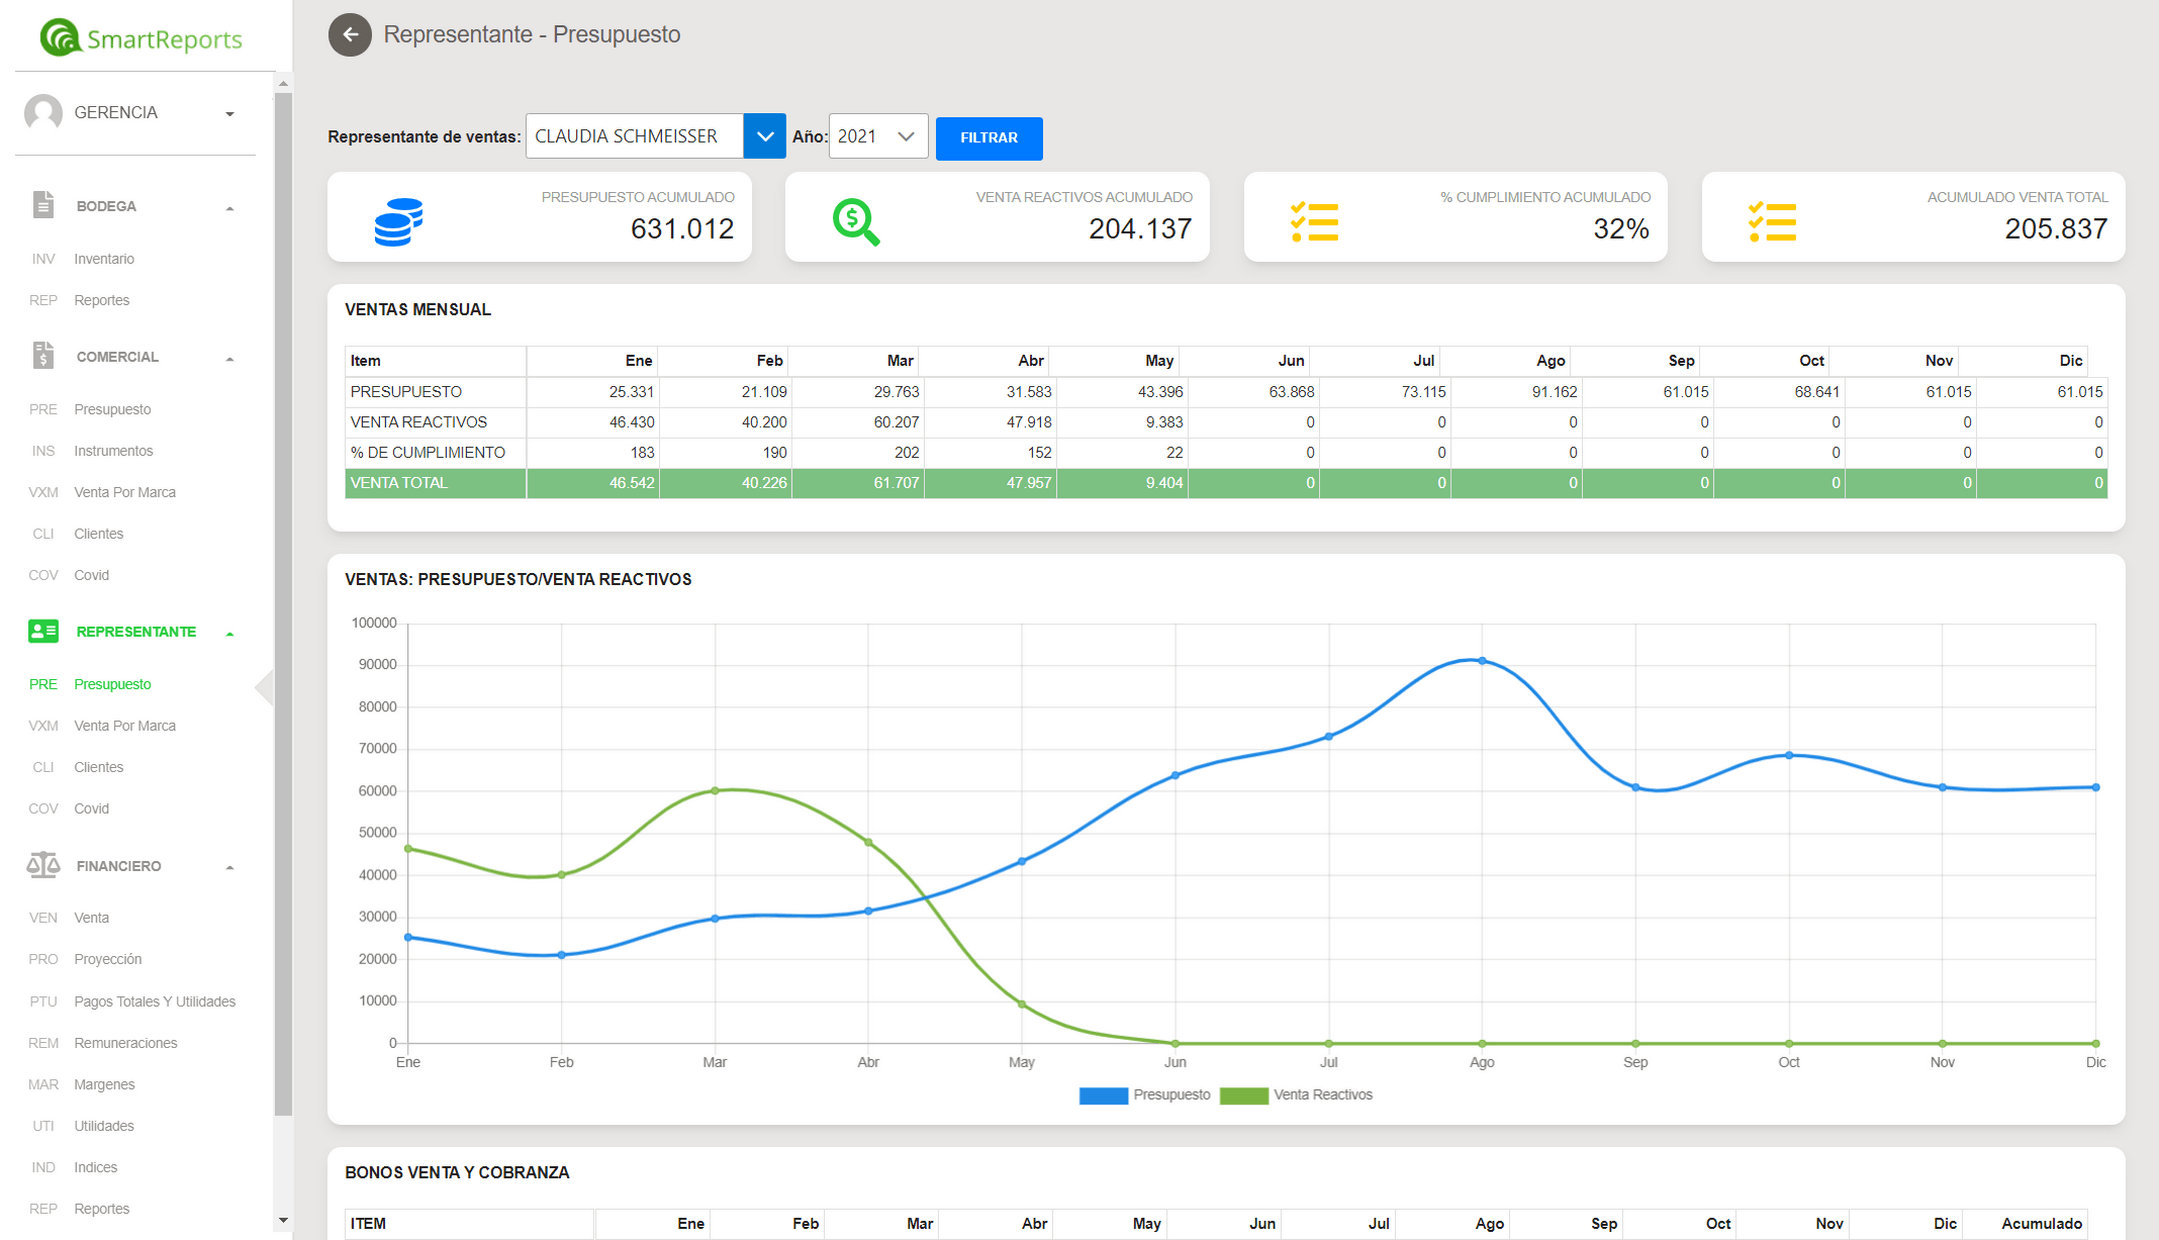 SmartReports
GERENCIA
BODEGA
INV Inventario
REP Reportes
COMERCIAL
PRE Presupuesto
INS Instrumentos
VXM Venta Por Marca
CLI Clientes
COV Covid
REPRESENTANTE
PRE Presupuesto
VXM Venta Por Marca
CLI Clientes
COV Covid
FINANCIERO
VEN Venta
PRO Proyección
PTU Pagos Totales Y Utilidades
REM Remuneraciones
MAR Margenes
UTI Utilidades
IND Indices
REP Reportes
Representante - Presupuesto
Representante de ventas: CLAUDIA SCHMEISSER Año: 2021 FILTRAR
PRESUPUESTO ACUMULADO
631.012
VENTA REACTIVOS ACUMULADO
204.137
% CUMPLIMIENTO ACUMULADO
32%
ACUMULADO VENTA TOTAL
205.837
VENTAS MENSUAL
Item Ene Feb Mar Abr May Jun Jul Ago Sep Oct Nov Dic
PRESUPUESTO 25.331 21.109 29.763 31.583 43.396 63.868 73.115 91.162 61.015 68.641 61.015 61.015
VENTA REACTIVOS 46.430 40.200 60.207 47.918 9.383 0 0 0 0 0 0 0
% DE CUMPLIMIENTO 183 190 202 152 22 0 0 0 0 0 0 0
VENTA TOTAL 46.542 40.226 61.707 47.957 9.404 0 0 0 0 0 0 0
VENTAS: PRESUPUESTO/VENTA REACTIVOS
100000
90000
80000
70000
60000
50000
40000
30000
20000
10000
0
Ene Feb Mar Abr May Jun Jul Ago Sep Oct Nov Dic
Presupuesto Venta Reactivos
BONOS VENTA Y COBRANZA
ITEM Ene Feb Mar Abr May Jun Jul Ago Sep Oct Nov Dic Acumulado